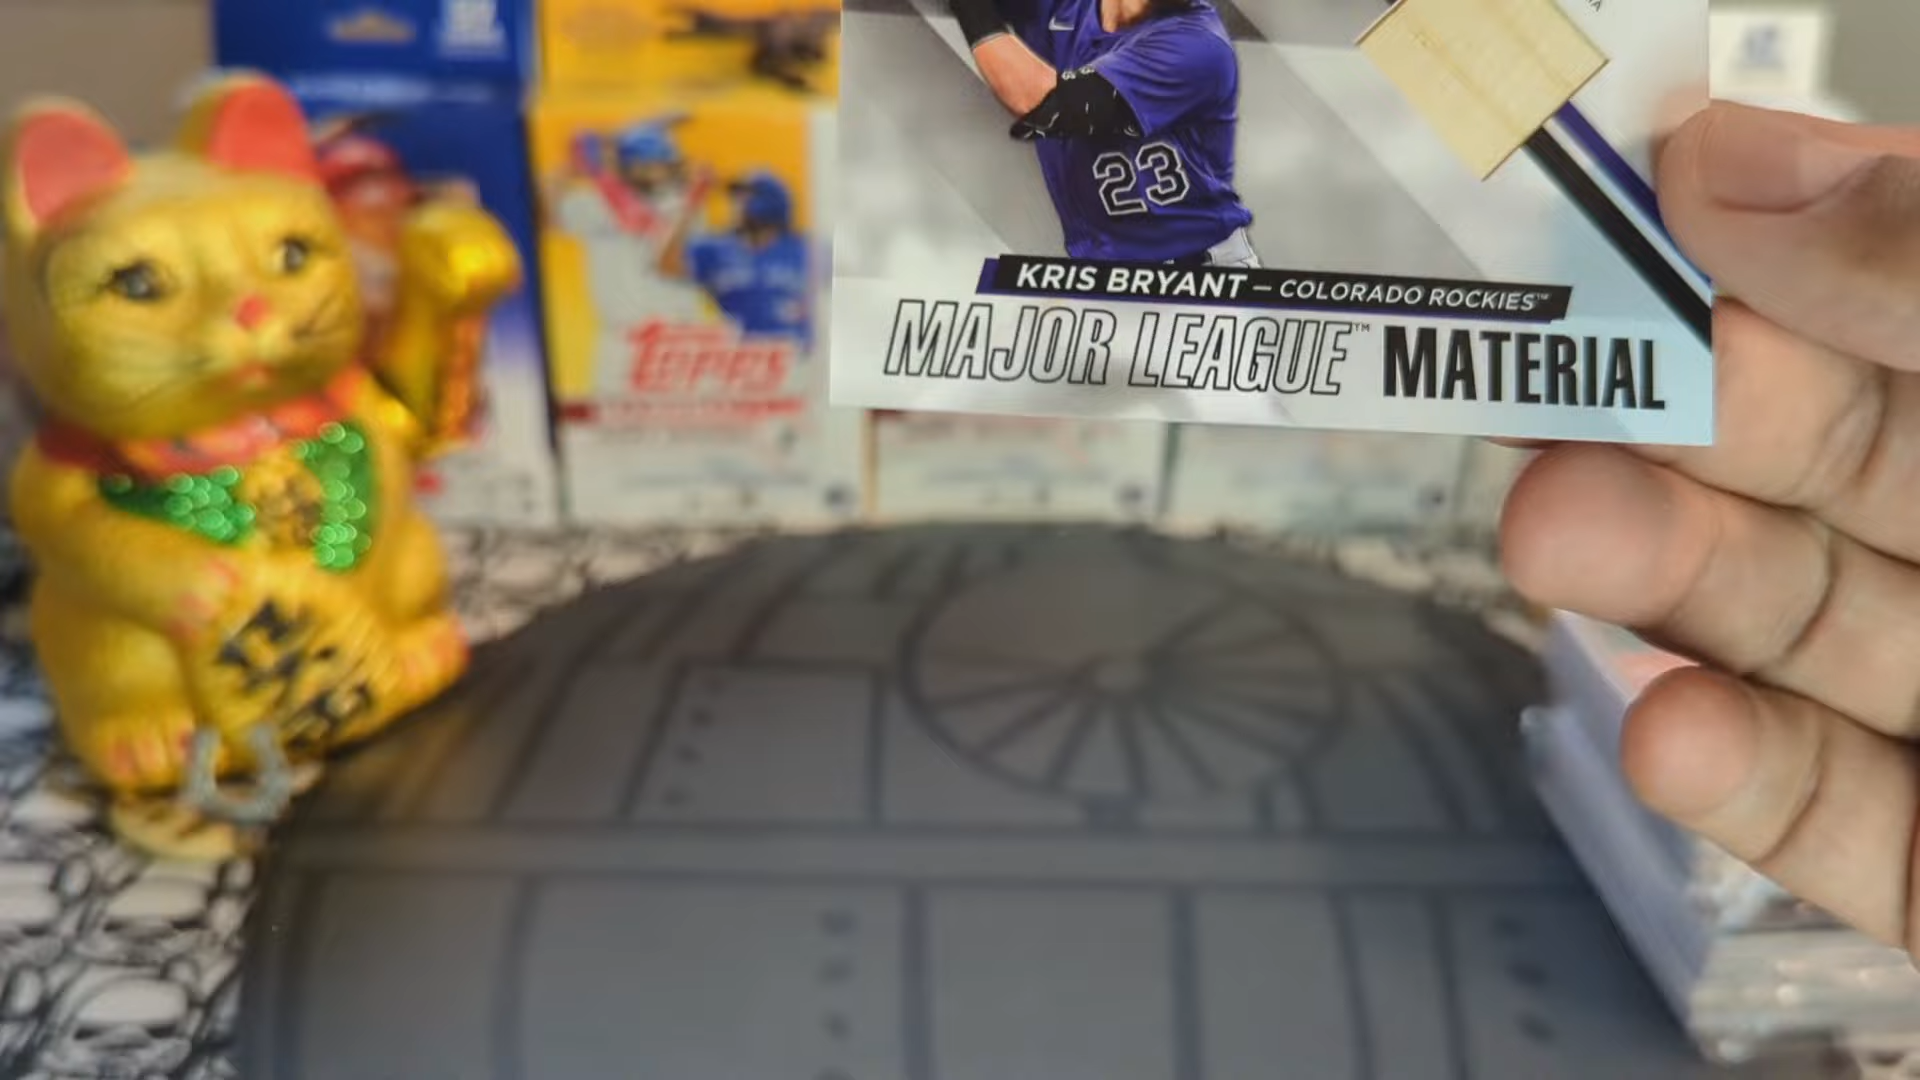 23
KRIS BRYANT – COLORADO ROCKIES™
MAJOR LEAGUE™ MATERIAL
TOPPS